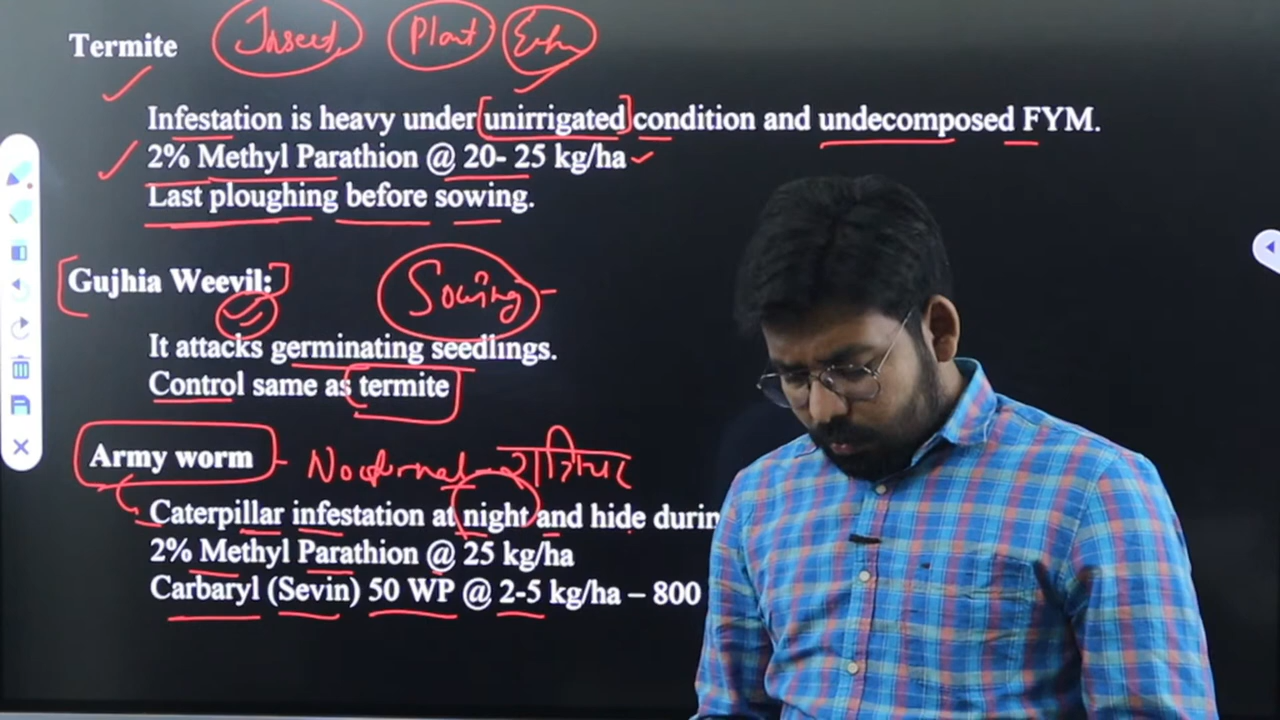 Termite Insect Plant
Infestation is heavy under [unirrigated] condition and undecomposed FYM.
2% Methyl Parathion @ 20- 25 kg/ha
Last ploughing before sowing.
[Gujhia Weevil:] Sowing -
It attacks germinating seedlings.
Control same as termite
Army worm - Nocturnal - रात्रिचर
Caterpillar infestation at night and hide durin
2% Methyl Parathion @ 25 kg/ha
Carbaryl (Sevin) 50 WP @ 2-5 kg/ha – 800